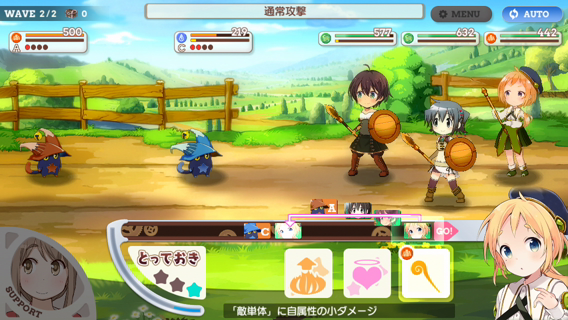 WAVE 2/2 0
通常攻撃
MENU
AUTO
500
A
219
C
577
632
442
A
C
GO!
とっておき
SUPPORT
「敵単体」に自属性の小ダメージ